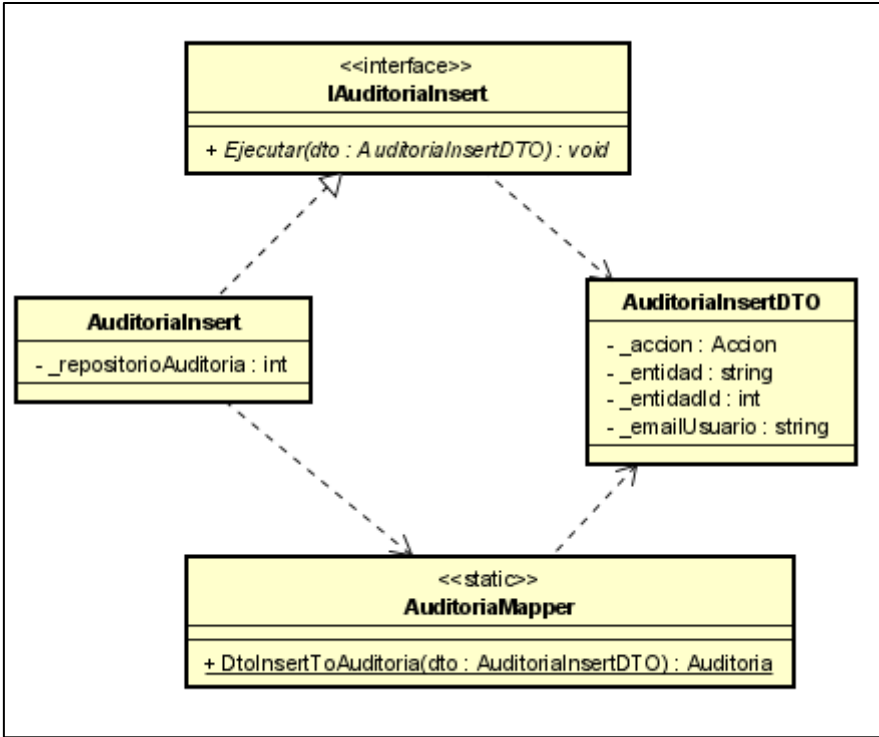 <<interface>>
IAuditoriaInsert
+ Ejecutar(dto : AuditoriaInsertDTO) : void
AuditoriaInsert
- _repositorioAuditoria : int
AuditoriaInsertDTO
- _accion : Accion
- _entidad : string
- _entidadId : int
- _emailUsuario : string
<<static>>
AuditoriaMapper
+ DtoInsertToAuditoria(dto : AuditoriaInsertDTO) : Auditoria